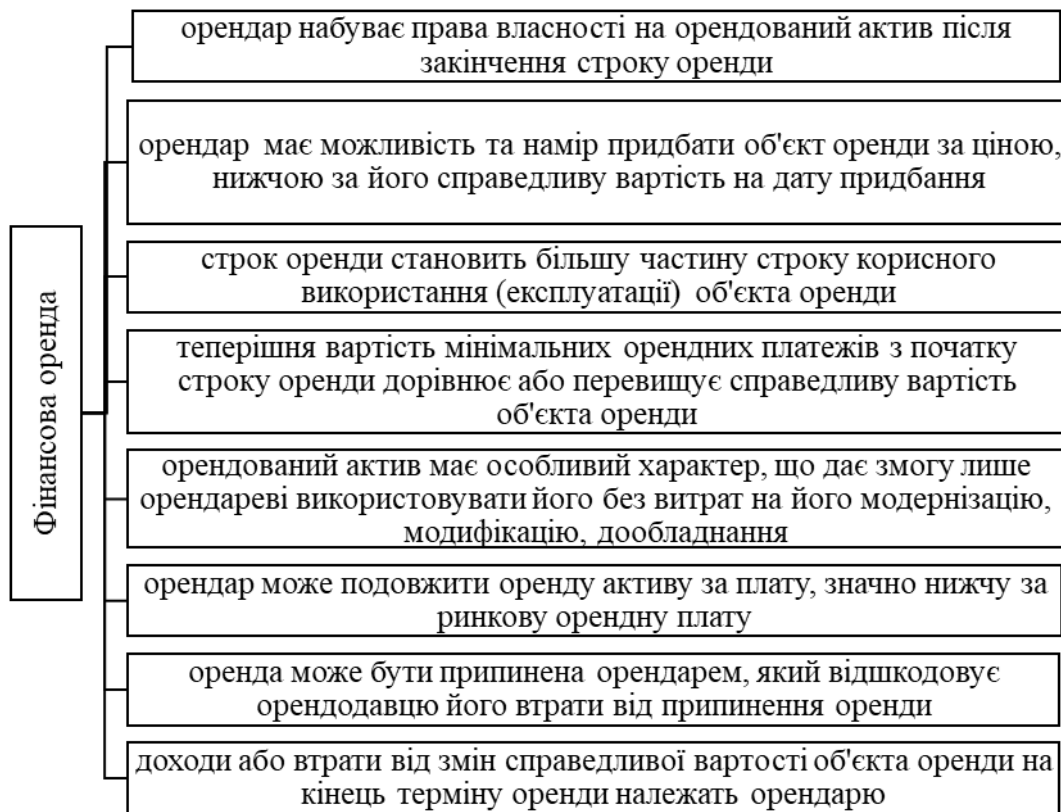 Фінансова оренда
орендар набуває права власності на орендований актив після
закінчення строку оренди
орендар має можливість та намір придбати об'єкт оренди за ціною,
нижчою за його справедливу вартість на дату придбання
строк оренди становить більшу частину строку корисного
використання (експлуатації) об'єкта оренди
теперішня вартість мінімальних орендних платежів з початку
строку оренди дорівнює або перевищує справедливу вартість
об'єкта оренди
орендований актив має особливий характер, що дає змогу лише
орендареві використовувати його без витрат на його модернізацію,
модифікацію, дообладнання
орендар може подовжити оренду активу за плату, значно нижчу за
ринкову орендну плату
оренда може бути припинена орендарем, який відшкодовує
орендодавцю його втрати від припинення оренди
доходи або втрати від змін справедливої вартості об'єкта оренди на
кінець терміну оренди належать орендарю